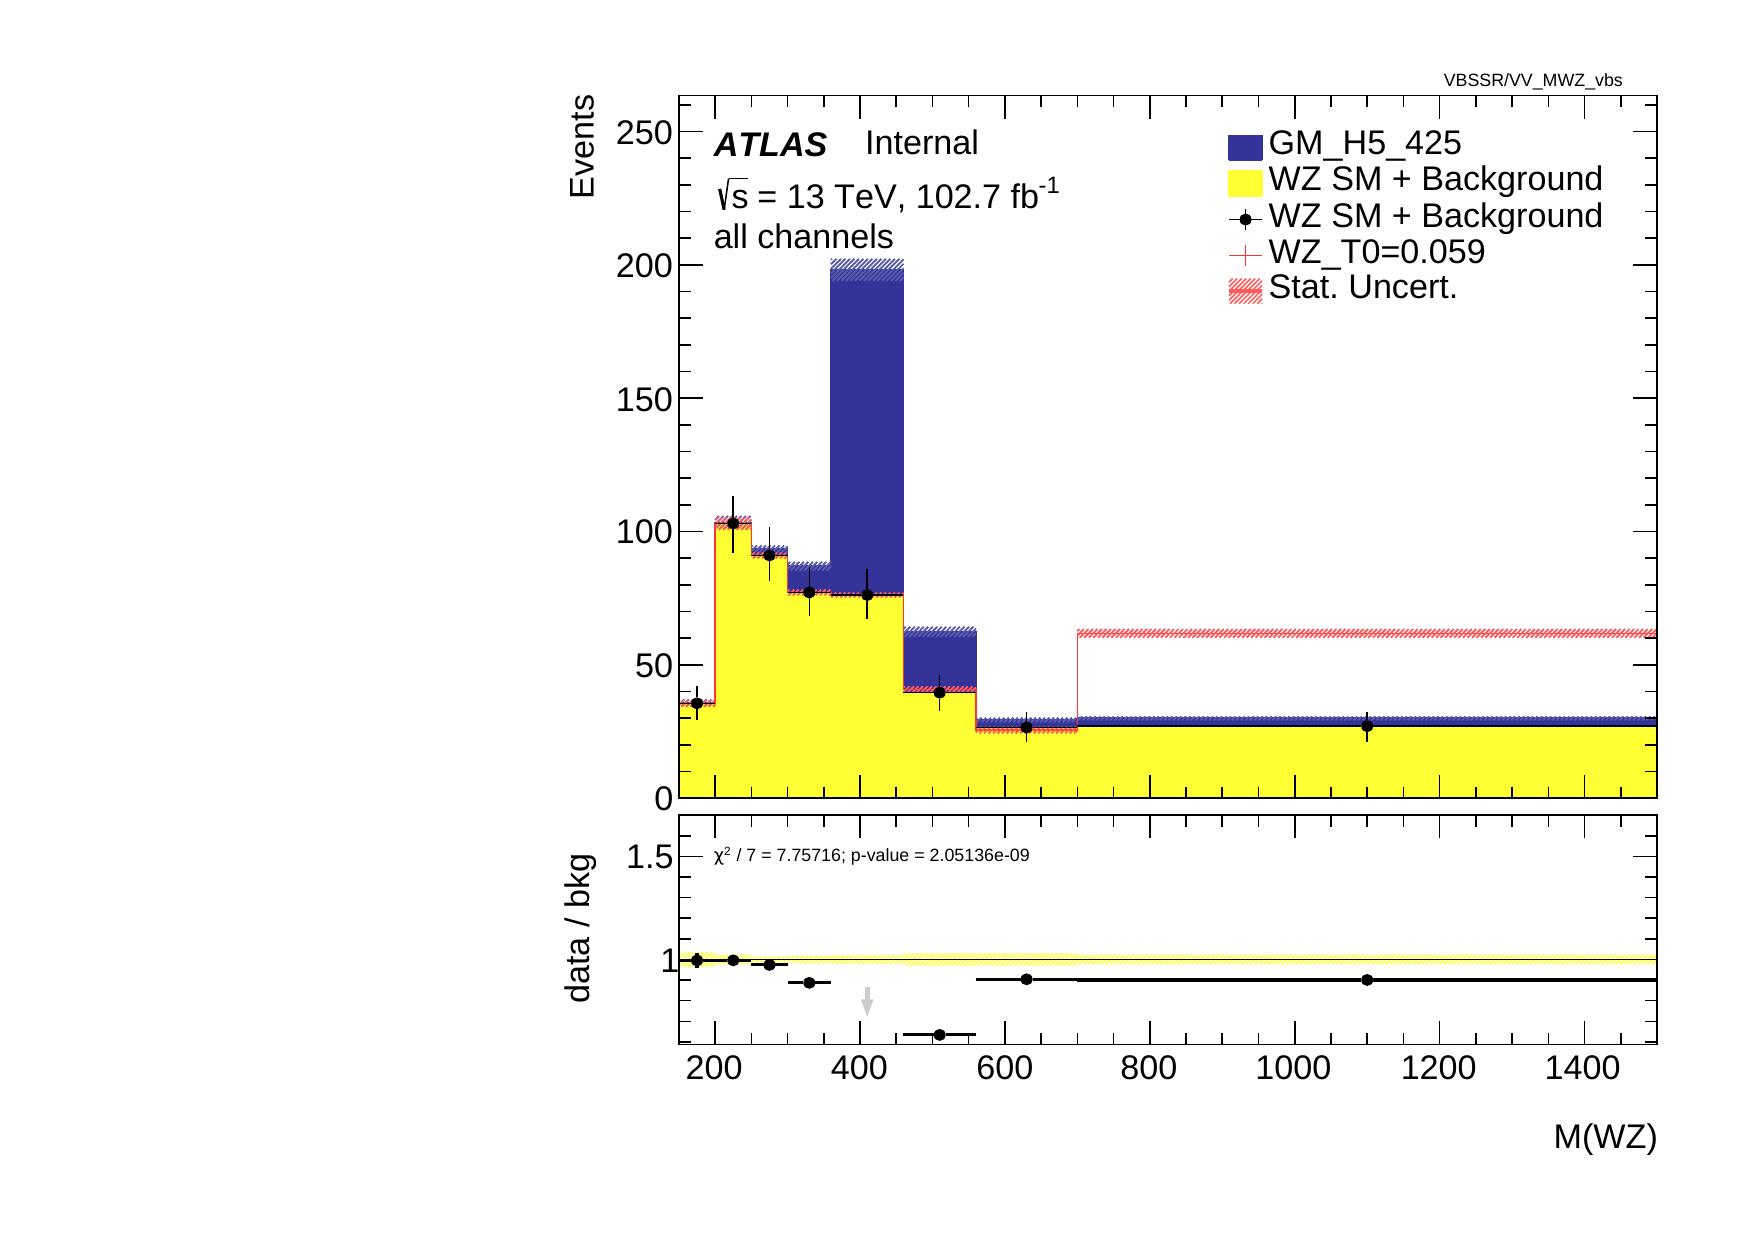 VBSSR/VV_MWZ_vbs
Events
250
200
150
100
50
0
ATLAS Internal
√s = 13 TeV, 102.7 fb⁻¹
all channels
GM_H5_425
WZ SM + Background
WZ SM + Background
WZ_T0=0.059
Stat. Uncert.
data / bkg
1.5
1
χ² / 7 = 7.75716; p-value = 2.05136e-09
200 400 600 800 1000 1200 1400
M(WZ)